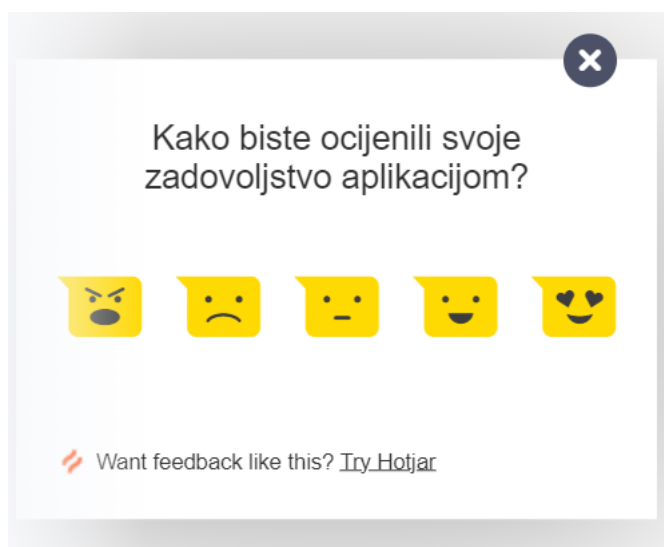 Kako biste ocijenili svoje
zadovoljstvo aplikacijom?
Want feedback like this? Try Hotjar